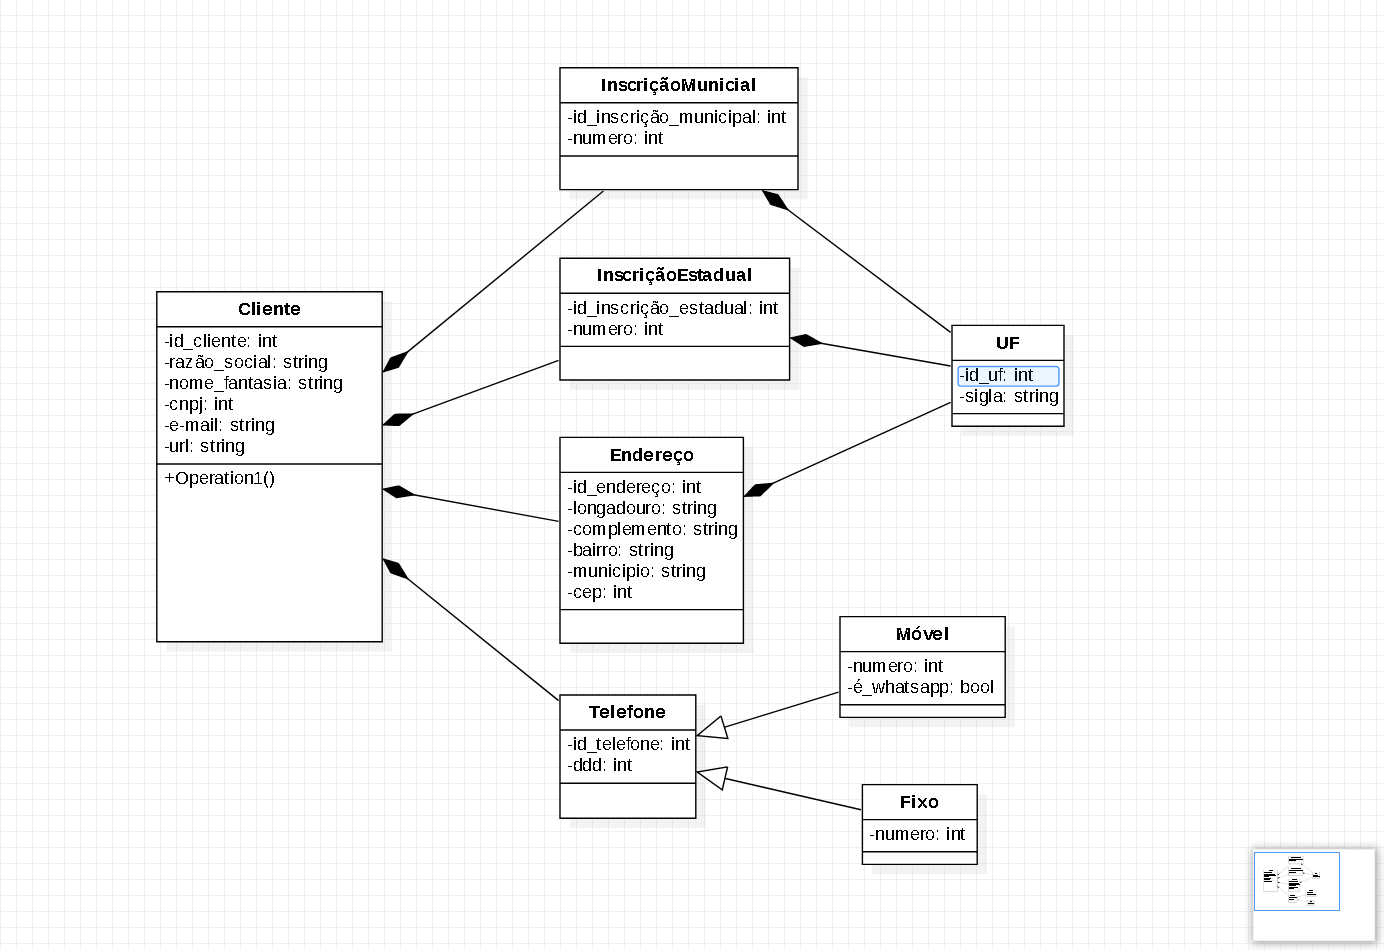 InscriçãoMunicial
-id_inscrição_municipal: int
-numero: int
InscriçãoEstadual
-id_inscrição_estadual: int
-numero: int
Cliente
-id_cliente: int
-razão_social: string
-nome_fantasia: string
-cnpj: int
-e-mail: string
-url: string
+Operation1()
UF
-id_uf: int
-sigla: string
Endereço
-id_endereço: int
-longadouro: string
-complemento: string
-bairro: string
-municipio: string
-cep: int
Móvel
-numero: int
-é_whatsapp: bool
Telefone
-id_telefone: int
-ddd: int
Fixo
-numero: int